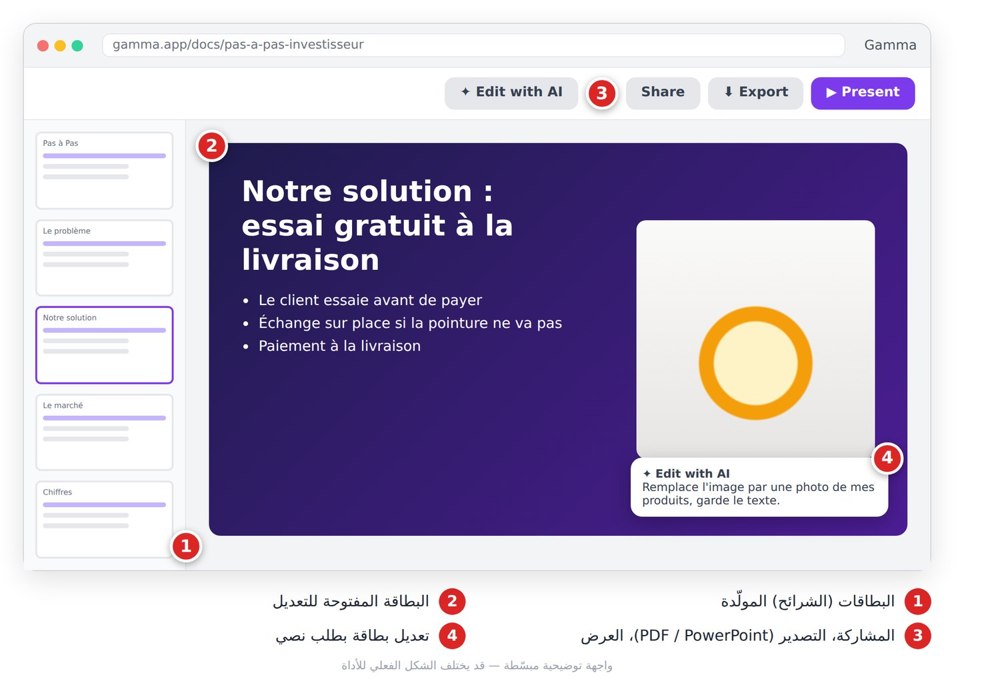 gamma.app/docs/pas-a-pas-investisseur
Gamma
✦ Edit with AI
3
Share
⬇ Export
▶ Present
Pas à Pas
Le problème
Notre solution
Le marché
Chiffres
1
2
Notre solution :
essai gratuit à la
livraison
• Le client essaie avant de payer
• Échange sur place si la pointure ne va pas
• Paiement à la livraison
4
✦ Edit with AI
Remplace l'image par une photo de mes
produits, garde le texte.
1 البطاقات (الشرائح) المولّدة
2 البطاقة المفتوحة للتعديل
3 المشاركة، التصدير (PDF / PowerPoint)، العرض
4 تعديل بطاقة بطلب نصي
واجهة توضيحية مبسّطة — قد يختلف الشكل الفعلي للأداة